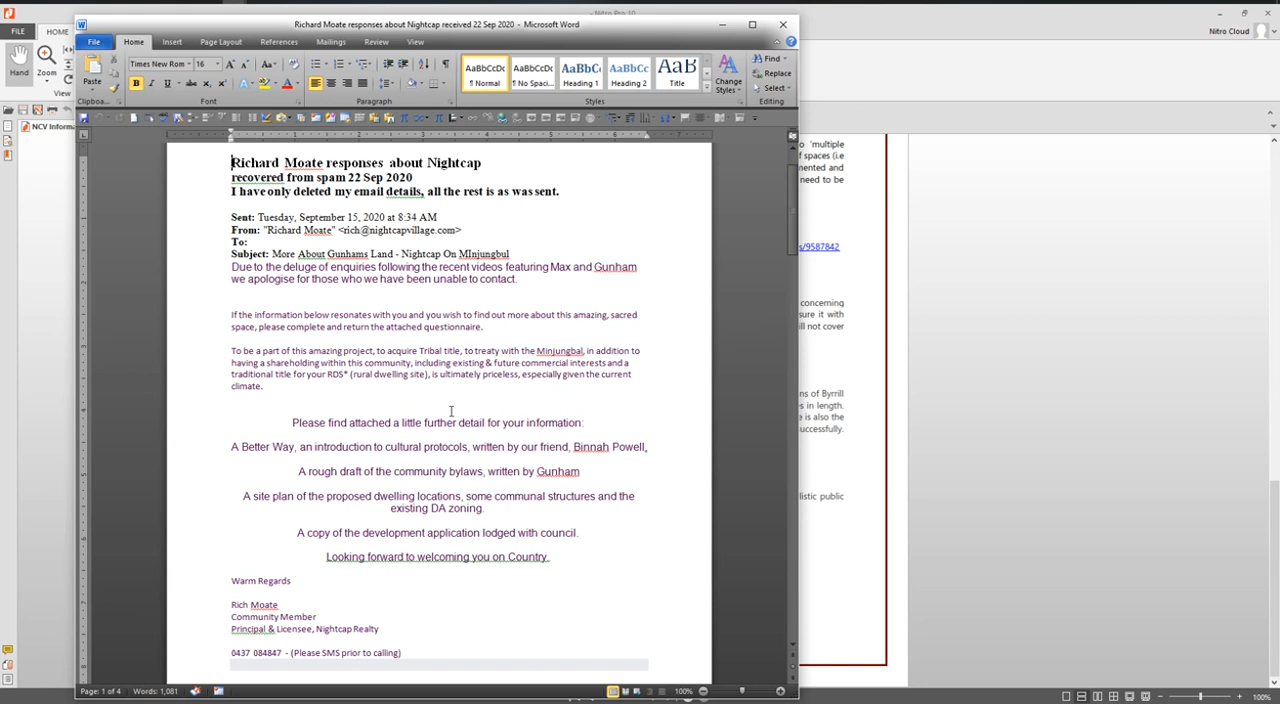 Richard Moate responses about Nightcap received 22 Sep 2020 - Microsoft Word
Nitro Pro 10
FILE
HOME
Nitro Cloud
File
Home
Insert
Page Layout
References
Mailings
Review
View
Hand
Zoom
View
Paste
Clipboa...
Times New Rom
16
Font
Paragraph
AaBbCcDc
¶ Normal
AaBbCcDc
¶ No Spaci...
AaBbC
Heading 1
AaBbCc
Heading 2
AaB
Title
Styles
Change
Styles
Find
Replace
Select
Editing
NCV Inform
Richard Moate responses about Nightcap
recovered from spam 22 Sep 2020
I have only deleted my email details, all the rest is as was sent.
Sent: Tuesday, September 15, 2020 at 8:34 AM
From: "Richard Moate" <rich@nightcapvillage.com>
To:
Subject: More About Gunhams Land - Nightcap On MInjungbul
Due to the deluge of enquiries following the recent videos featuring Max and Gunham
we apologise for those who we have been unable to contact.
If the information below resonates with you and you wish to find out more about this amazing, sacred
space, please complete and return the attached questionnaire.
To be a part of this amazing project, to acquire Tribal title, to treaty with the Minjungbal, in addition to
having a shareholding within this community, including existing & future commercial interests and a
traditional title for your RDS* (rural dwelling site), is ultimately priceless, especially given the current
climate.
Please find attached a little further detail for your information:
A Better Way, an introduction to cultural protocols, written by our friend, Binnah Powell,
A rough draft of the community bylaws, written by Gunham
A site plan of the proposed dwelling locations, some communal structures and the
existing DA zoning.
A copy of the development application lodged with council.
Looking forward to welcoming you on Country.
Warm Regards
Rich Moate
Community Member
Principal & Licensee, Nightcap Realty
0437 084847 - (Please SMS prior to calling)
o 'multiple
f spaces (i.e
mented and
need to be
s/9587842
concerning
sure it with
ll not cover
ns of Byrrill
es in length.
e is also the
successfully.
listic public
Page: 1 of 4
Words: 1,081
100%
100%